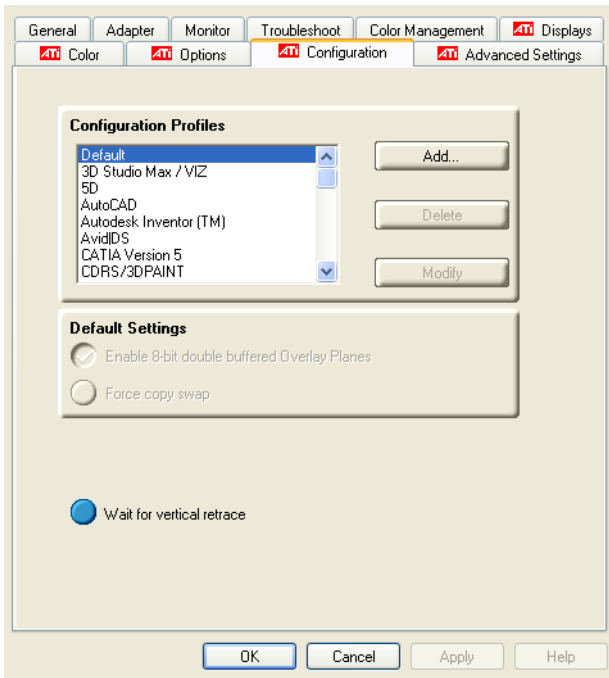 General Adapter Monitor Troubleshoot Color Management ATI Displays
ATI Color ATI Options ATI Configuration ATI Advanced Settings
Configuration Profiles
Default
3D Studio Max / VIZ
5D
AutoCAD
Autodesk Inventor (TM)
Avid|DS
CATIA Version 5
CDRS/3DPAINT
Add...
Delete
Modify
Default Settings
Enable 8-bit double buffered Overlay Planes
Force copy swap
Wait for vertical retrace
OK Cancel Apply Help